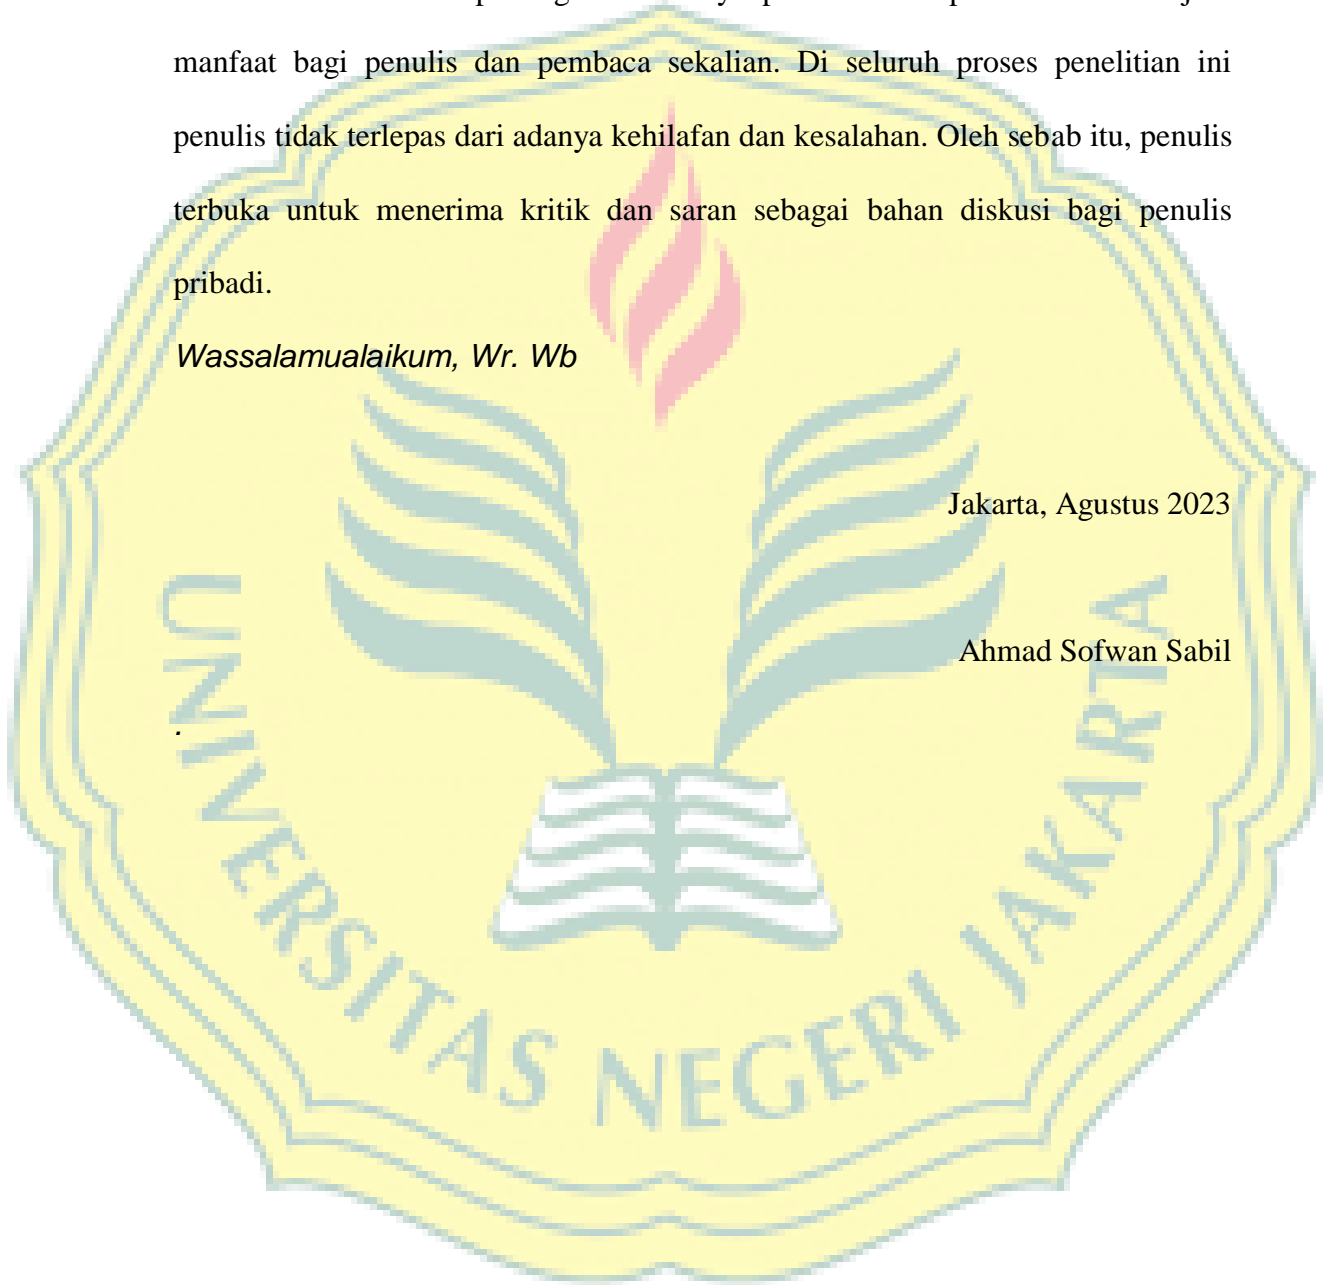 manfaat bagi penulis dan pembaca sekalian. Di seluruh proses penelitian ini
penulis tidak terlepas dari adanya kehilafan dan kesalahan. Oleh sebab itu, penulis
terbuka untuk menerima kritik dan saran sebagai bahan diskusi bagi penulis
pribadi.
Wassalamualaikum, Wr. Wb
Jakarta, Agustus 2023
Ahmad Sofwan Sabil
.
UNIVERSITAS NEGERI JAKARTA